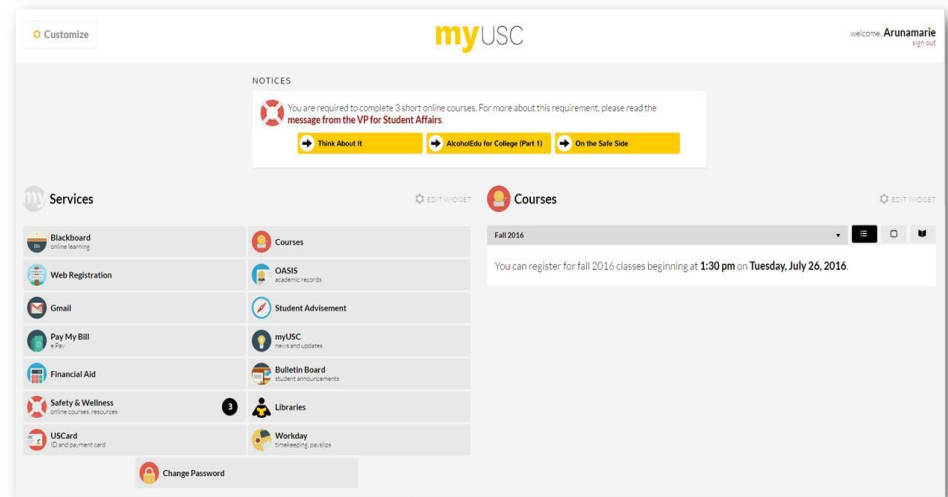 Customize
myUSC
welcome, Arunamarie
sign out
NOTICES
You are required to complete 3 short online courses. For more about this requirement, please read the
message from the VP for Student Affairs.
Think About It
AlcoholEdu for College (Part 1)
On the Safe Side
my Services
EDIT WIDGET
Blackboard
online learning
Courses
Web Registration
OASIS
academic records
Gmail
Student Advisement
Pay My Bill
e.Pay
myUSC
news and updates
Financial Aid
Bulletin Board
student announcements
Safety & Wellness
online courses, resources
3
Libraries
USCard
ID and payment card
Workday
timekeeping, payslips
Change Password
Courses
EDIT WIDGET
Fall 2016
You can register for fall 2016 classes beginning at 1:30 pm on Tuesday, July 26, 2016.